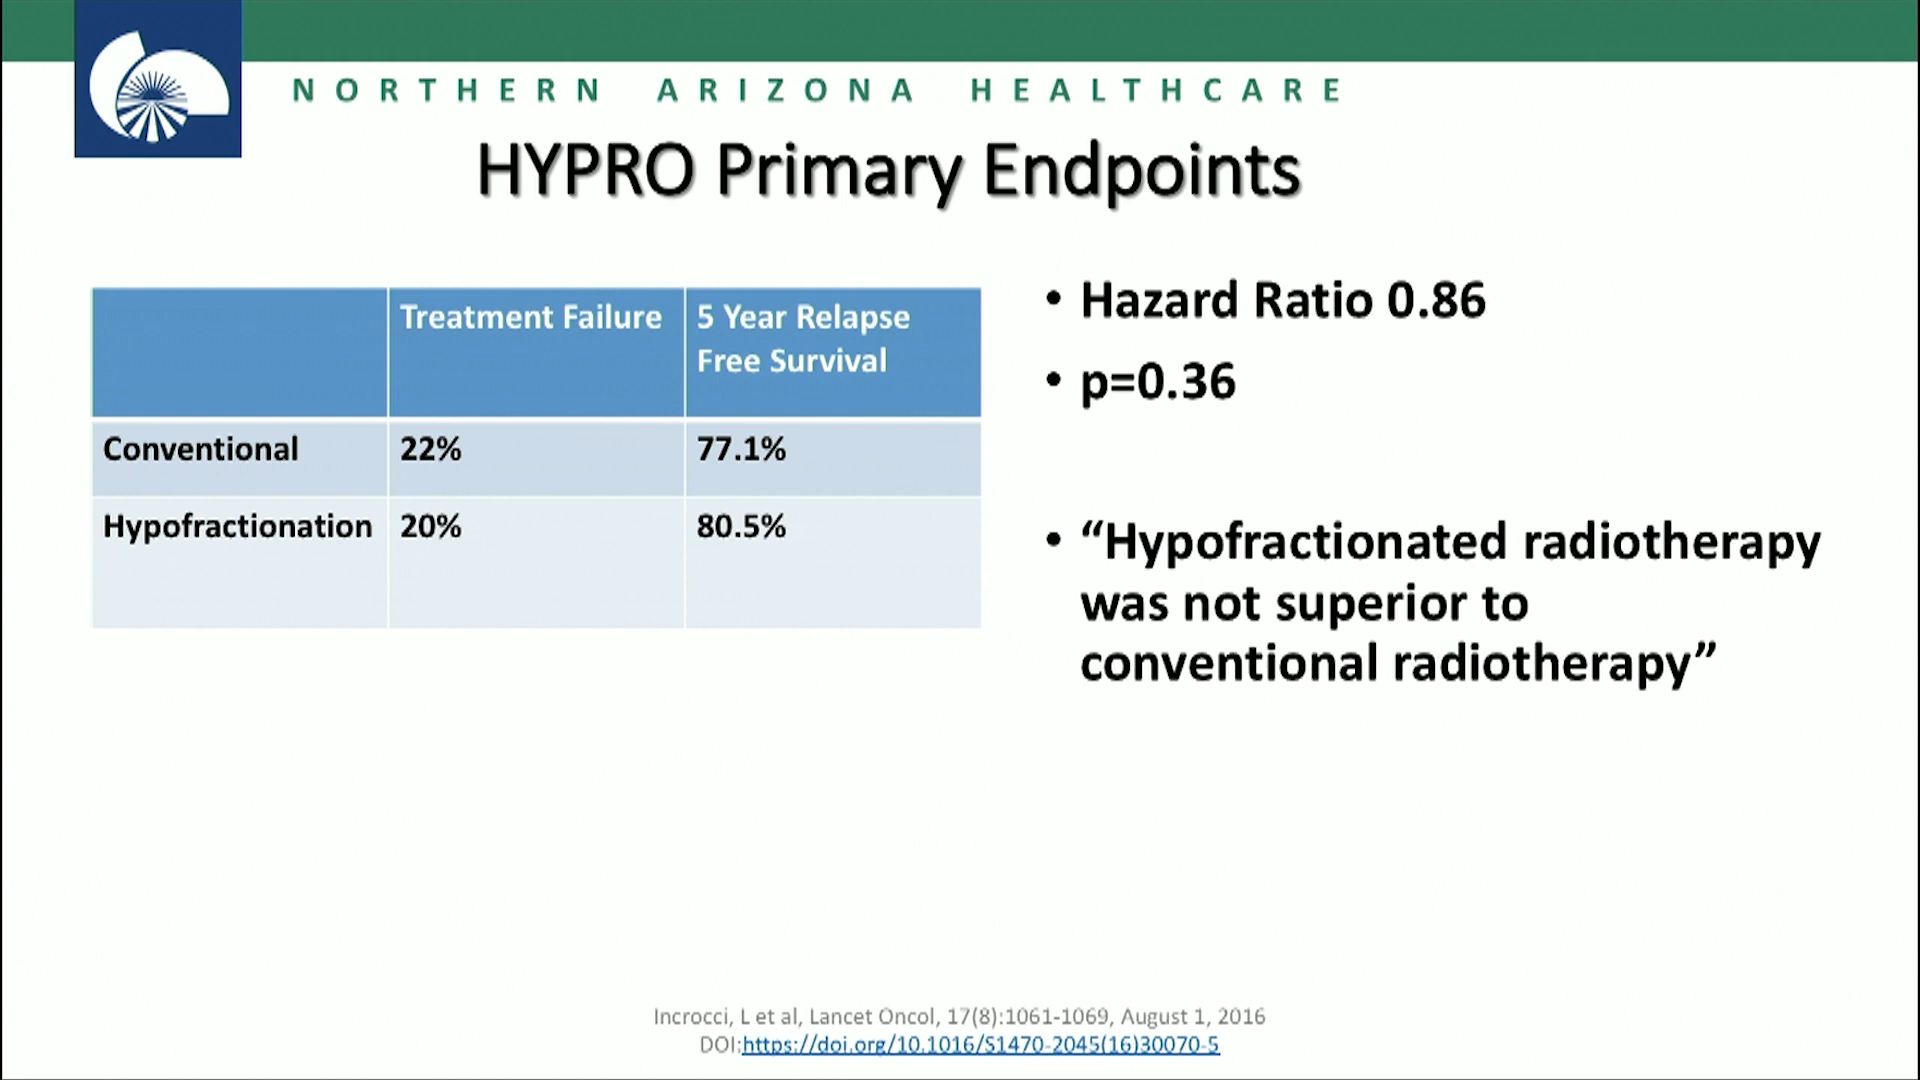 NORTHERN ARIZONA HEALTHCARE
HYPRO Primary Endpoints
Treatment Failure
5 Year Relapse
Free Survival
Conventional
22%
77.1%
Hypofractionation
20%
80.5%
• Hazard Ratio 0.86
• p=0.36
• “Hypofractionated radiotherapy
was not superior to
conventional radiotherapy”
Incrocci, L et al, Lancet Oncol, 17(8):1061-1069, August 1, 2016
DOI:https://doi.org/10.1016/S1470-2045(16)30070-5